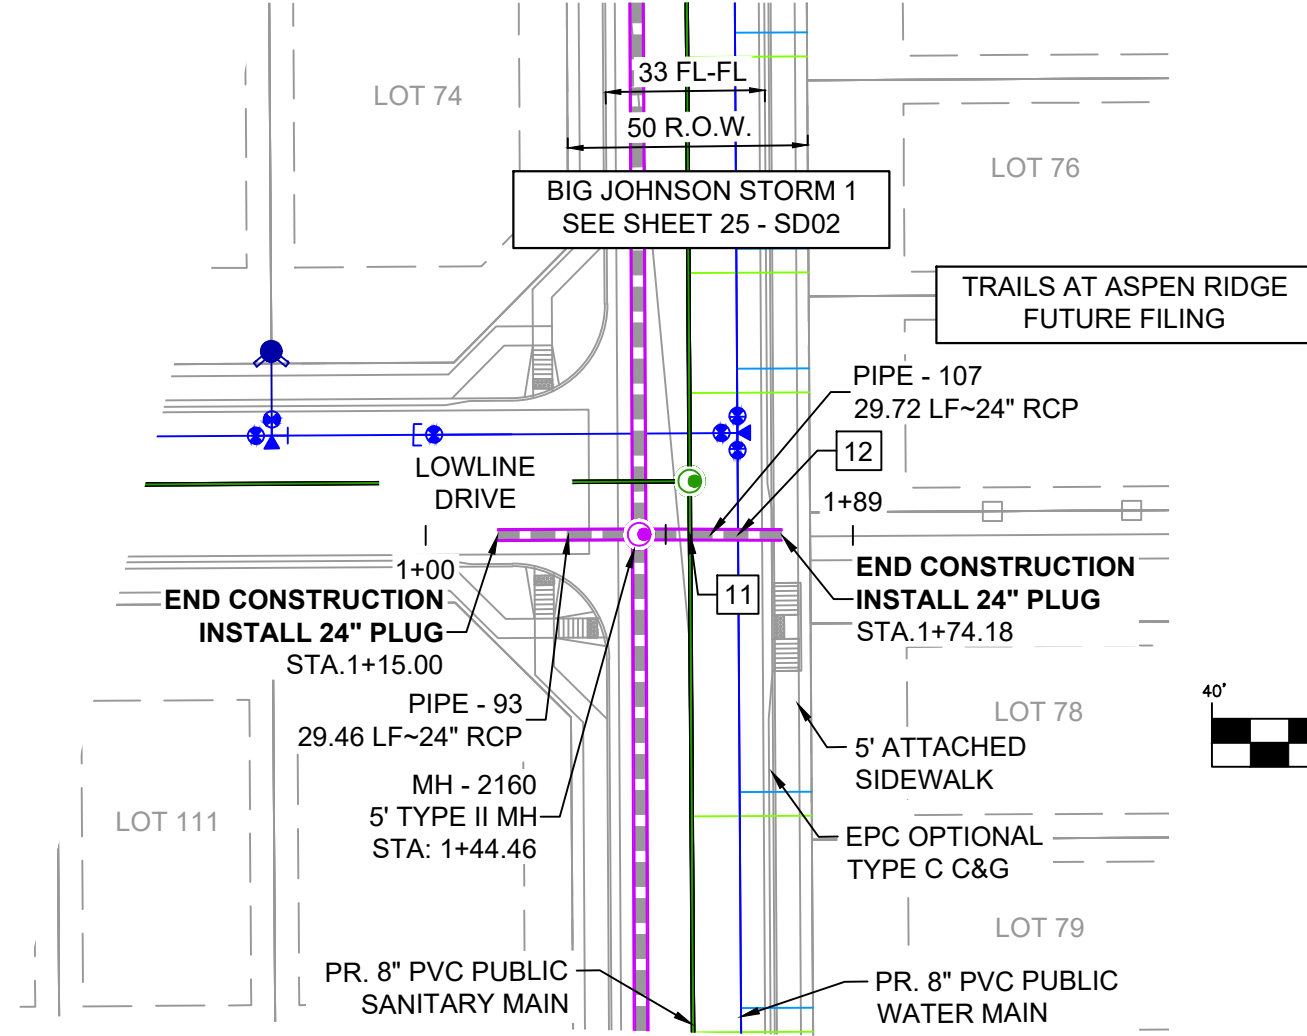 33 FL-FL
LOT 74
50 R.O.W.
LOT 76
BIG JOHNSON STORM 1
SEE SHEET 25 - SD02
TRAILS AT ASPEN RIDGE
FUTURE FILING
PIPE - 107
29.72 LF~24" RCP
12
LOWLINE
DRIVE
1+89
1+00
END CONSTRUCTION
INSTALL 24" PLUG
STA.1+15.00
11
END CONSTRUCTION
INSTALL 24" PLUG
STA.1+74.18
PIPE - 93
29.46 LF~24" RCP
40'
LOT 78
5' ATTACHED
SIDEWALK
MH - 2160
5' TYPE II MH
STA: 1+44.46
LOT 111
EPC OPTIONAL
TYPE C C&G
LOT 79
PR. 8" PVC PUBLIC
SANITARY MAIN
PR. 8" PVC PUBLIC
WATER MAIN